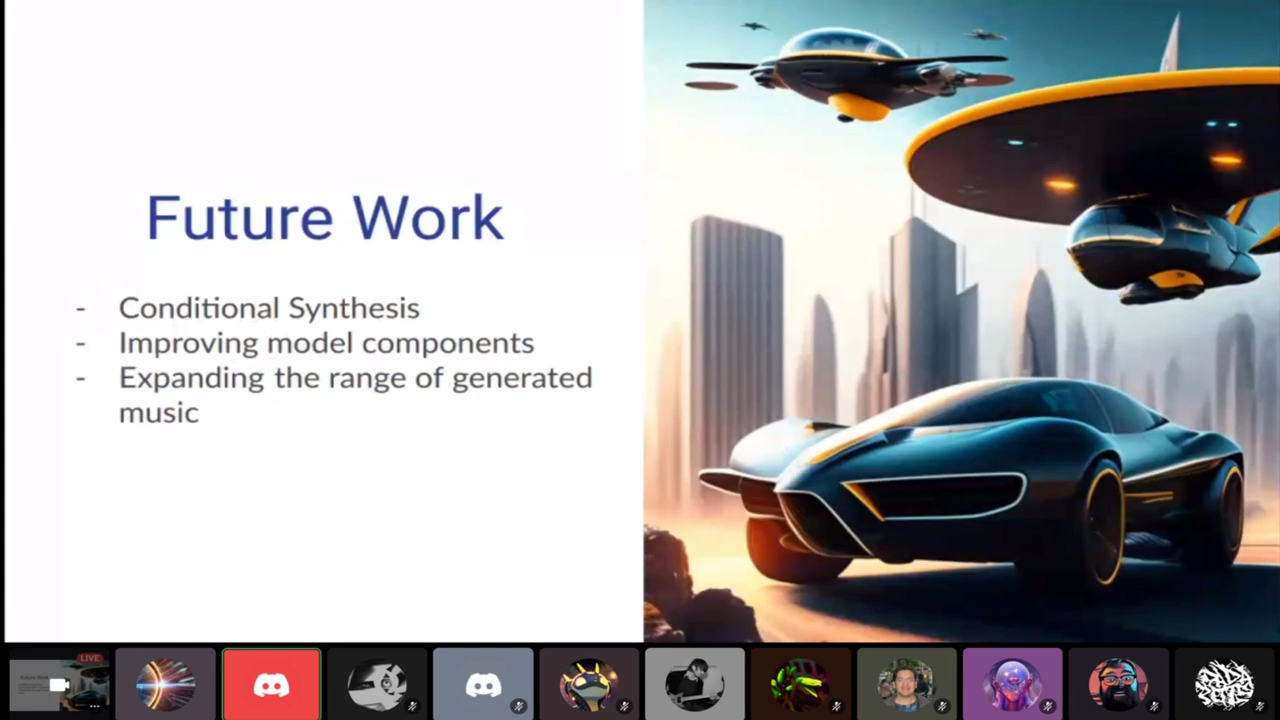 Future Work
- Conditional Synthesis
- Improving model components
- Expanding the range of generated
music
LIVE